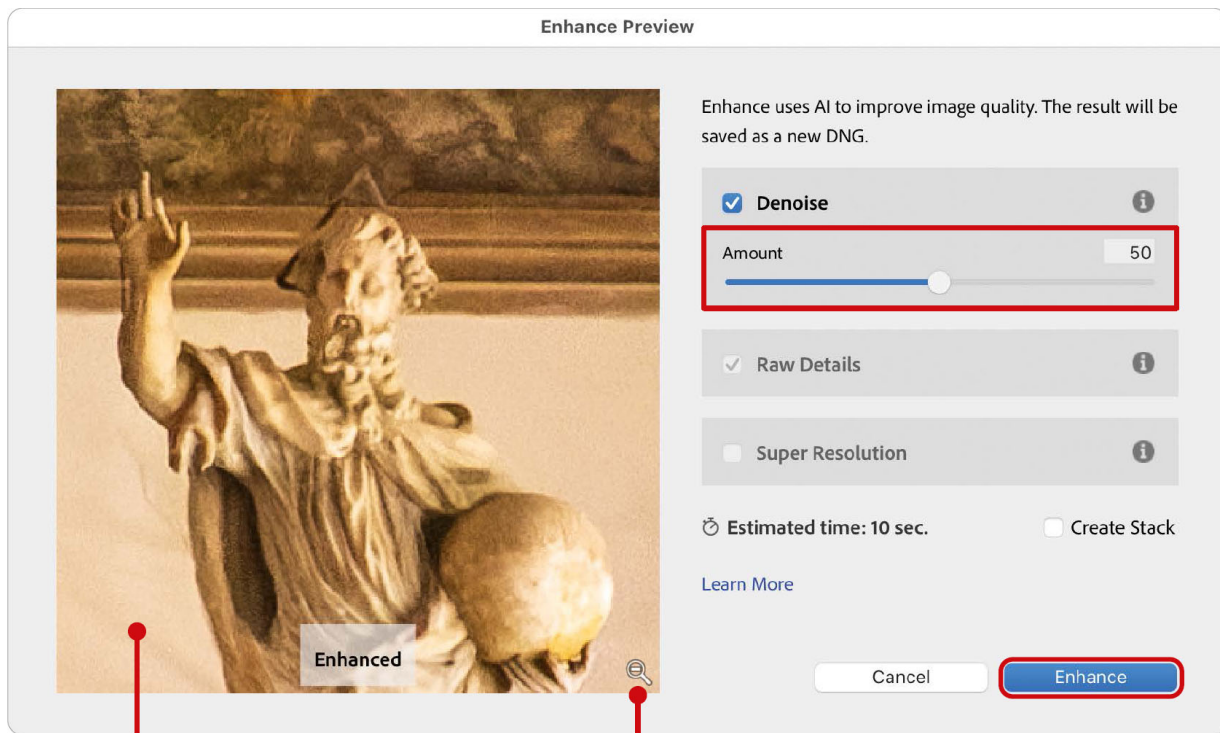 Enhance Preview
Enhance uses AI to improve image quality. The result will be
saved as a new DNG.
Denoise
Amount 50
Raw Details
Super Resolution
Estimated time: 10 sec. Create Stack
Learn More
Enhanced
Cancel Enhance